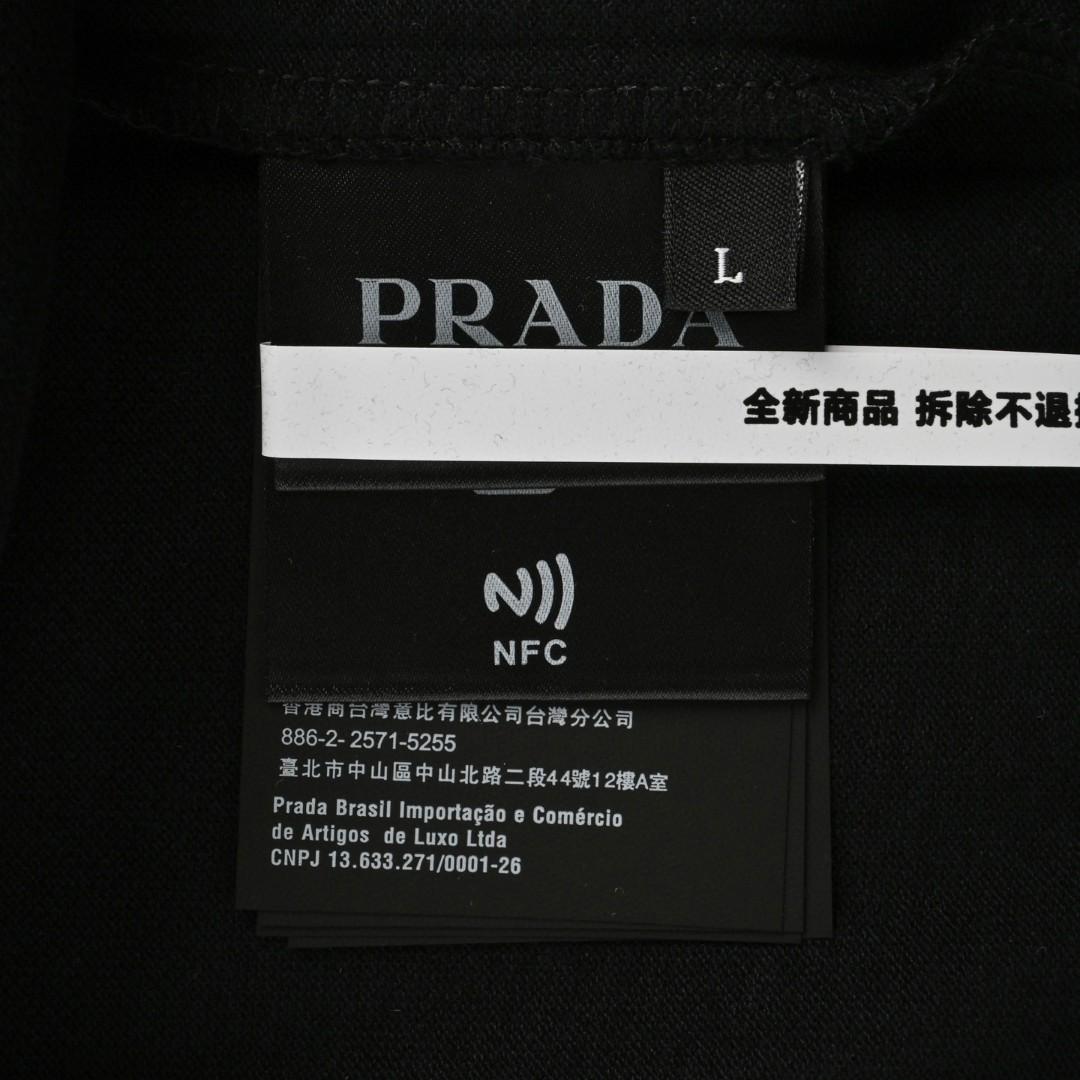 L
PRADA
全新商品 拆除不退
NFC
香港商台灣意比有限公司台灣分公司
886-2- 2571-5255
臺北市中山區中山北路二段44號12樓A室
Prada Brasil Importação e Comércio
de Artigos de Luxo Ltda
CNPJ 13.633.271/0001-26